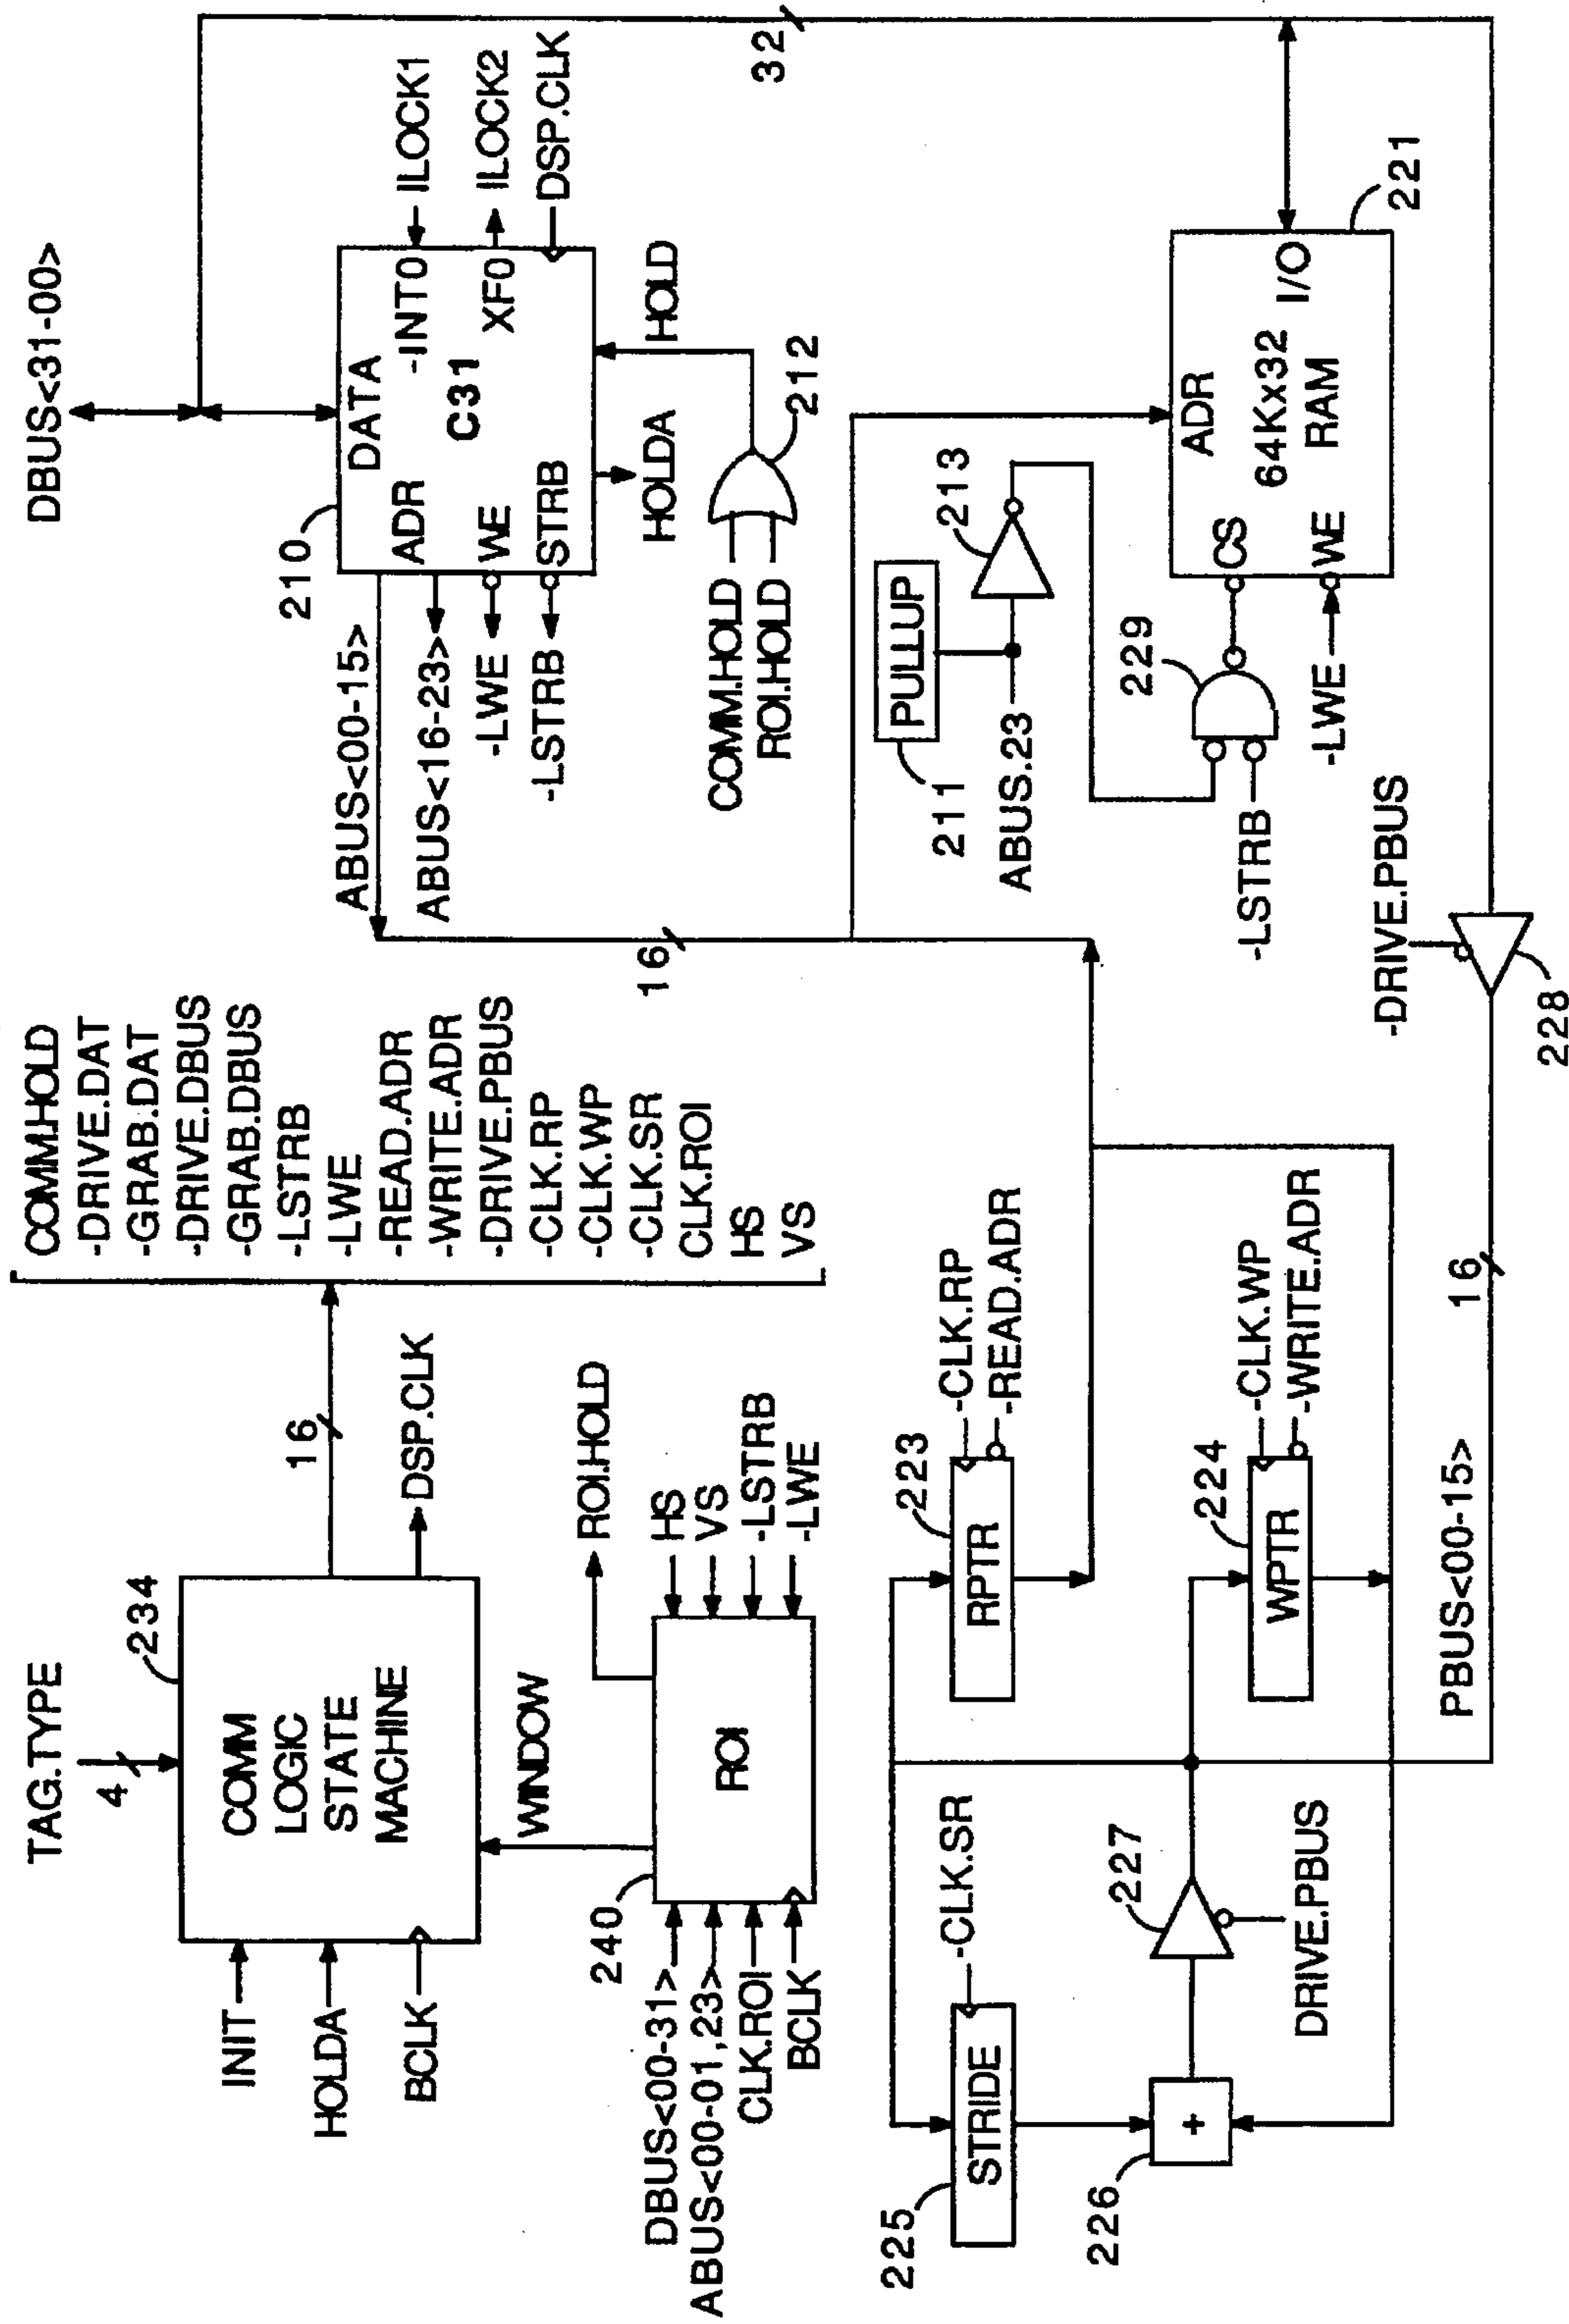 TAG.TYPE
4
234
COMM
LOGIC
STATE
MACHINE
INIT
HOLDA
BCLK
16
DSP.CLK
COMM.HOLD
-DRIVE.DAT
-GRAB.DAT
-DRIVE.DBUS
-GRAB.DBUS
-LSTRB
-LWE
-READ.ADR
-WRITE.ADR
-DRIVE.PBUS
-CLK.RP
-CLK.WP
-CLK.SR
CLK.ROI
HS
VS
WINDOW
ROI.HOLD
240
ROI
DBUS<00-31>
ABUS<00-01,23>
CLK.ROI
BCLK
HS
VS
-LSTRB
-LWE
DBUS<31-00>
210
DATA
ADR
-INT0
C31
WE
XF0
STRB
ABUS<00-15>
ABUS<16-23>
-LWE
-LSTRB
ILOCK1
ILOCK2
DSP.CLK
HOLDA
HOLD
COMM.HOLD
ROI.HOLD
212
32
16
PULLUP
211
213
ABUS.23
229
-LSTRB
-LWE
ADR
CS
64Kx32
WE
RAM
I/O
221
225
STRIDE
-CLK.SR
223
RPTR
-CLK.RP
-READ.ADR
226
+
227
DRIVE.PBUS
224
WPTR
-CLK.WP
-WRITE.ADR
PBUS<00-15>
16
-DRIVE.PBUS
228